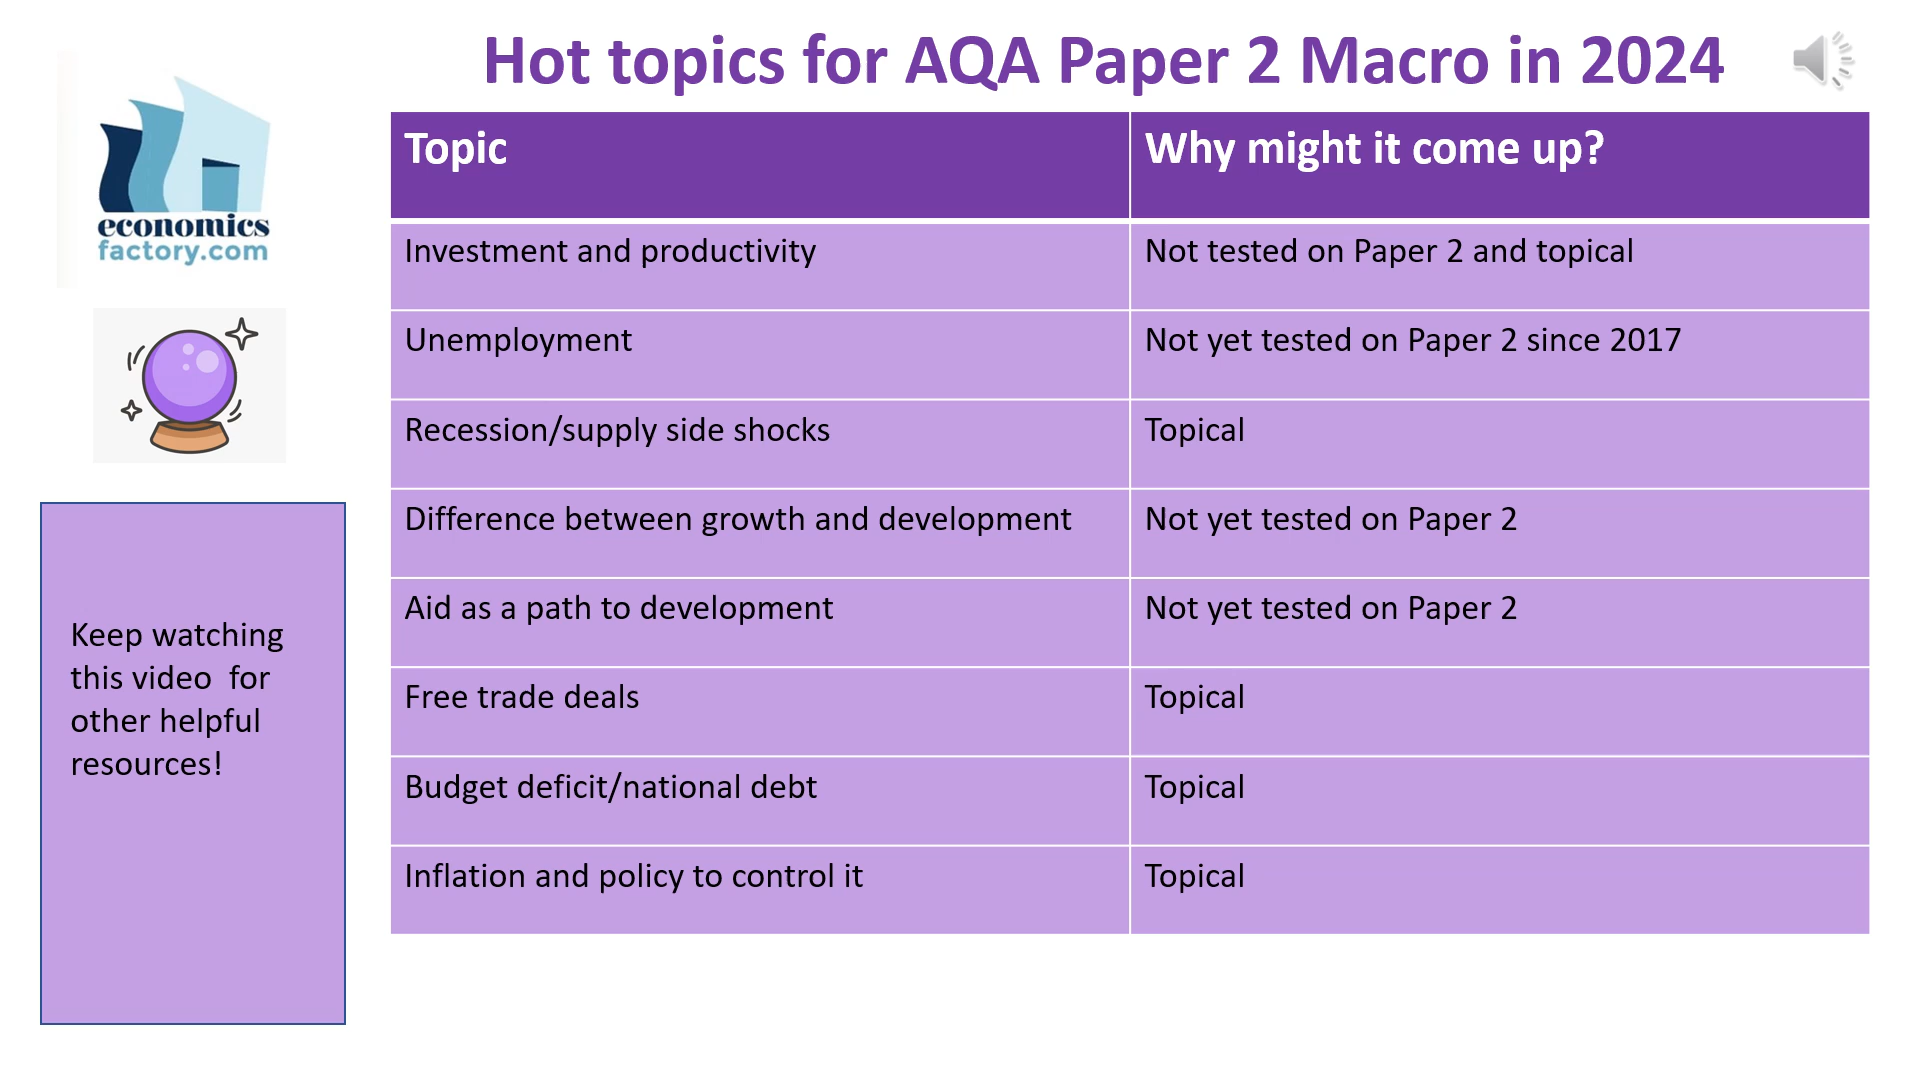 Hot topics for AQA Paper 2 Macro in 2024
economics
factory.com
Topic Why might it come up?
Investment and productivity Not tested on Paper 2 and topical
Unemployment Not yet tested on Paper 2 since 2017
Recession/supply side shocks Topical
Difference between growth and development Not yet tested on Paper 2
Aid as a path to development Not yet tested on Paper 2
Free trade deals Topical
Budget deficit/national debt Topical
Inflation and policy to control it Topical
Keep watching
this video  for
other helpful
resources!